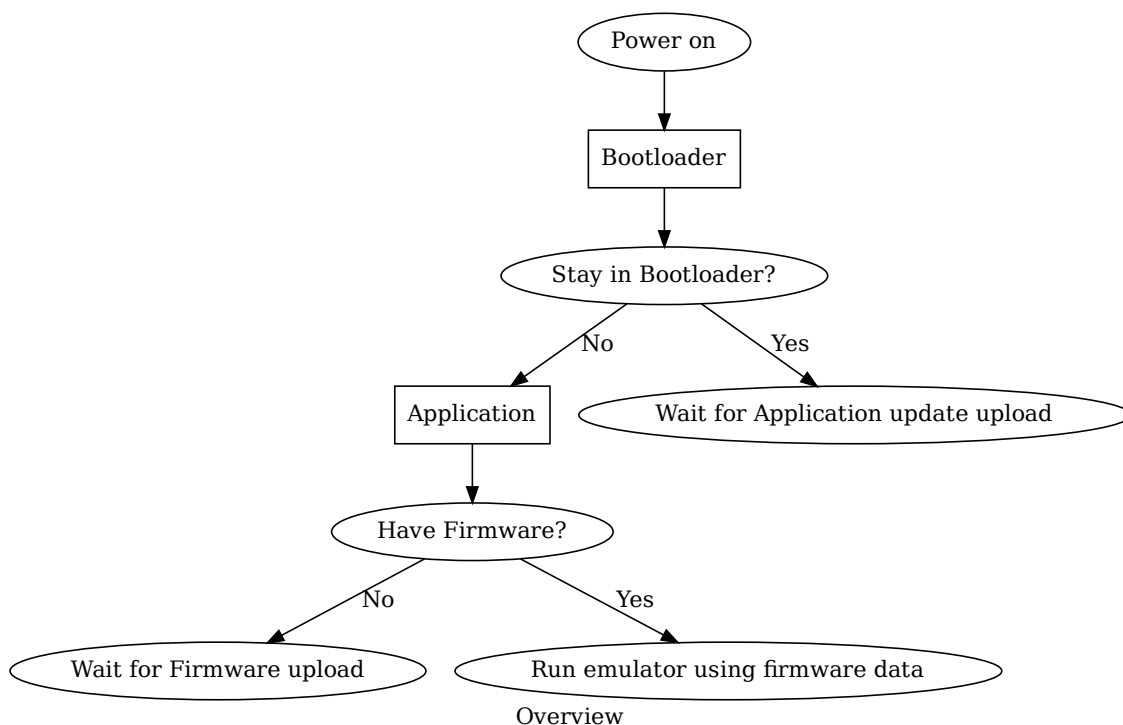 Power on
Bootloader
Stay in Bootloader?
No
Yes
Application
Wait for Application update upload
Have Firmware?
No
Yes
Wait for Firmware upload
Run emulator using firmware data
Overview